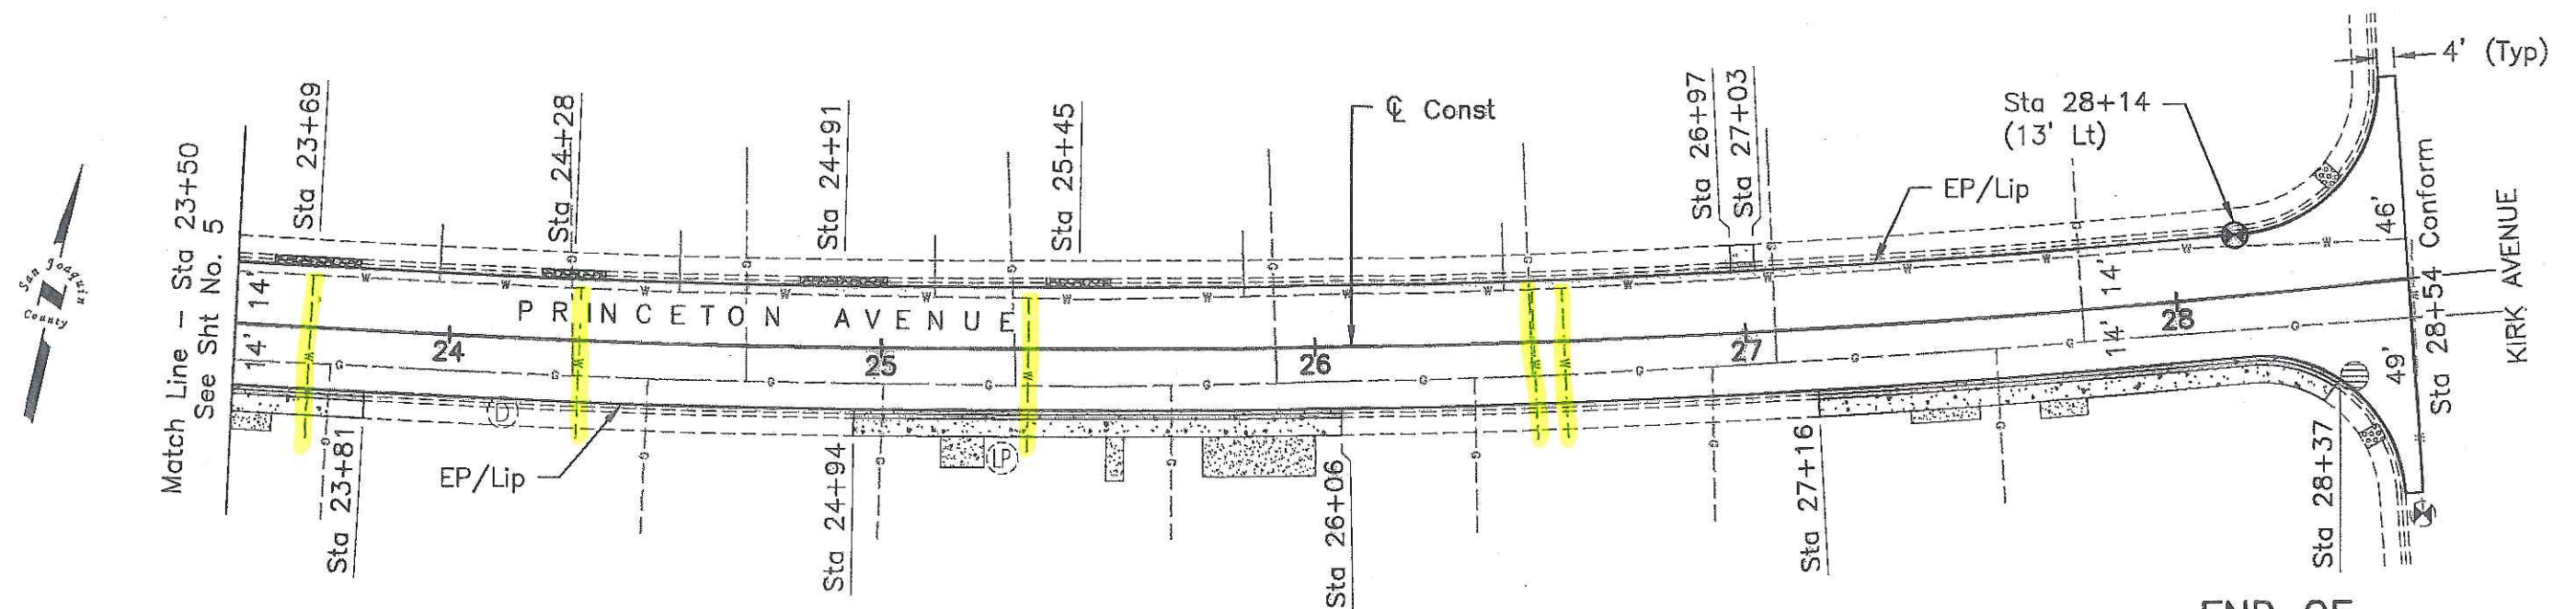 Sta 23+69
Sta 24+28
Sta 24+91
Sta 25+45
℄ Const
Sta 26+97
Sta 27+03
Sta 28+14
(13' Lt)
4' (Typ)
EP/Lip
San Joaquin
County
Match Line - Sta 23+50
See Sht No. 5
14'
14'
PRINCETON AVENUE
24
25
26
27
28
14'
14'
46'
49'
Sta 28+54 Conform
KIRK AVENUE
W
G
D
LP
EP/Lip
Sta 23+81
Sta 24+94
Sta 26+06
Sta 27+16
Sta 28+37
END OF